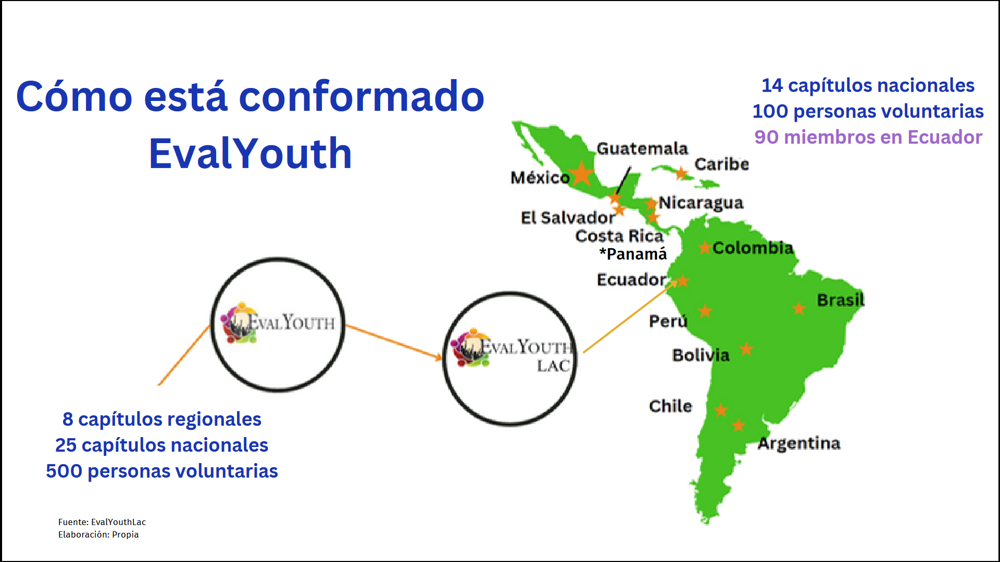 Cómo está conformado
EvalYouth
14 capítulos nacionales
100 personas voluntarias
90 miembros en Ecuador
Guatemala
Caribe
México
Nicaragua
El Salvador
Costa Rica
*Panamá
Colombia
Ecuador
Brasil
Perú
Bolivia
Chile
Argentina
EVALYOUTH
EVALYOUTH
LAC
8 capítulos regionales
25 capítulos nacionales
500 personas voluntarias
Fuente: EvalYouthLac
Elaboración: Propia